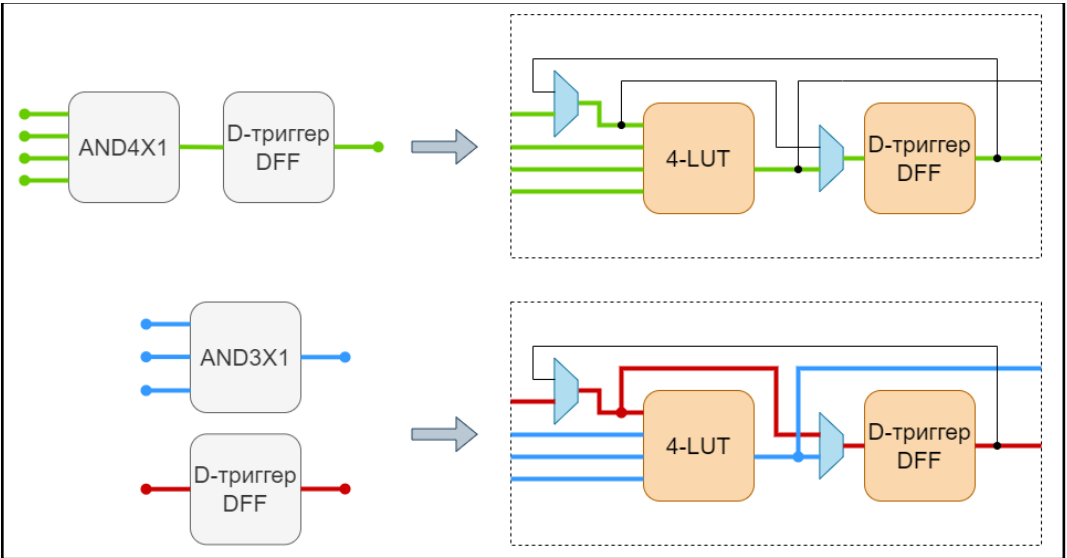 AND4X1
D-триггер
DFF
4-LUT
D-триггер
DFF
AND3X1
D-триггер
DFF
4-LUT
D-триггер
DFF